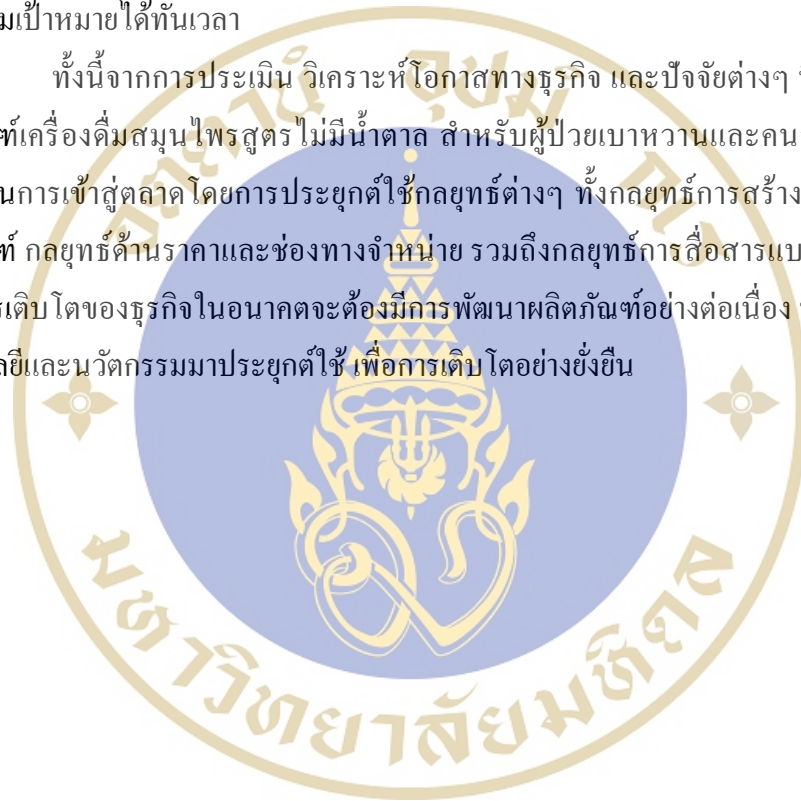 มเป้าหมายได้ทันเวลา
ทั้งนี้จากการประเมิน วิเคราะห์โอกาสทางธุรกิจ และปัจจัยต่างๆ
ฑ์เครื่องดื่มสมุนไพรสูตรไม่มีน้ำตาล สำหรับผู้ป่วยเบาหวานและคน
นการเข้าสู่ตลาดโดยการประยุกต์ใช้กลยุทธ์ต่างๆ ทั้งกลยุทธ์การสร้าง
ฑ์ กลยุทธ์ด้านราคาและช่องทางจำหน่าย รวมถึงกลยุทธ์การสื่อสารแบ
รเติบโตของธุรกิจในอนาคตจะต้องมีการพัฒนาผลิตภัณฑ์อย่างต่อเนื่อง
ลยีและนวัตกรรมมาประยุกต์ใช้ เพื่อการเติบโตอย่างยั่งยืน
อตฺตานํ อุปมํ กเร
มหาวิทยาลัยมหิดล